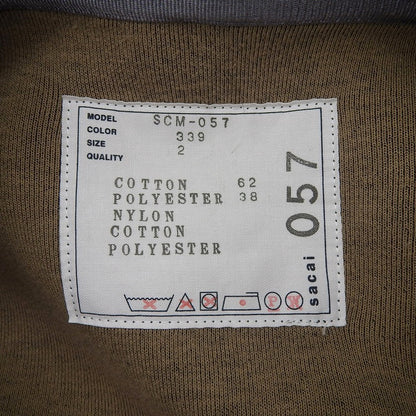 MODEL SCM-057
COLOR 339
SIZE 2
QUALITY
COTTON 62
POLYESTER 38
NYLON
COTTON
POLYESTER
057
sacai
P W